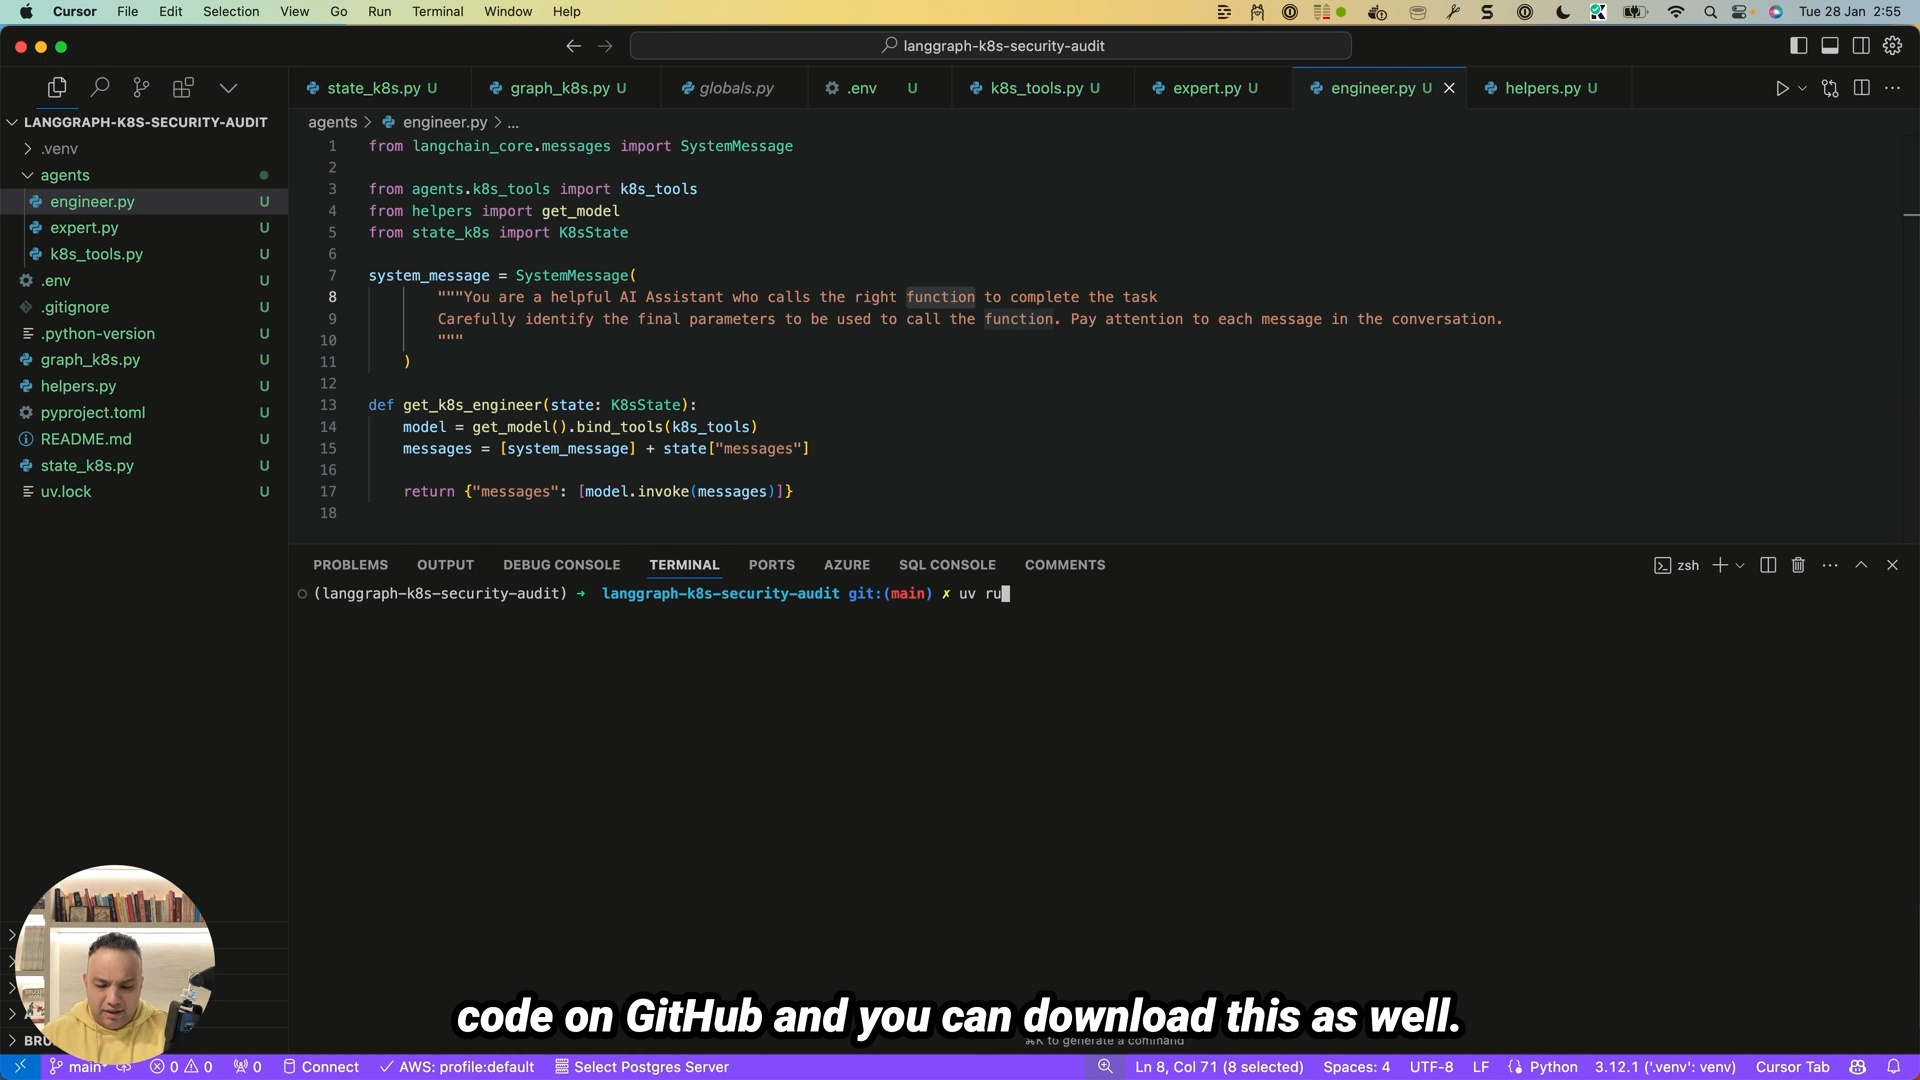 Cursor File Edit Selection View Go Run Terminal Window Help Tue 28 Jan 2:55
langgraph-k8s-security-audit
state_k8s.py U graph_k8s.py U globals.py .env U k8s_tools.py U expert.py U engineer.py U helpers.py U
LANGGRAPH-K8S-SECURITY-AUDIT
.venv
agents
engineer.py U
expert.py U
k8s_tools.py U
.env U
.gitignore U
.python-version U
graph_k8s.py U
helpers.py U
pyproject.toml U
README.md U
state_k8s.py U
uv.lock U
agents > engineer.py > ...
1 from langchain_core.messages import SystemMessage
2
3 from agents.k8s_tools import k8s_tools
4 from helpers import get_model
5 from state_k8s import K8sState
6
7 system_message = SystemMessage(
8 """You are a helpful AI Assistant who calls the right function to complete the task
9 Carefully identify the final parameters to be used to call the function. Pay attention to each message in the conversation.
10 """
11 )
12
13 def get_k8s_engineer(state: K8sState):
14 model = get_model().bind_tools(k8s_tools)
15 messages = [system_message] + state["messages"]
16
17 return {"messages": [model.invoke(messages)]}
18
PROBLEMS OUTPUT DEBUG CONSOLE TERMINAL PORTS AZURE SQL CONSOLE COMMENTS zsh
(langgraph-k8s-security-audit) → langgraph-k8s-security-audit git:(main) ✗ uv ru
code on GitHub and you can download this as well.
⌘K to generate a command
main* 0 0 0 Connect AWS: profile:default Select Postgres Server Ln 8, Col 71 (8 selected) Spaces: 4 UTF-8 LF Python 3.12.1 ('.venv': venv) Cursor Tab